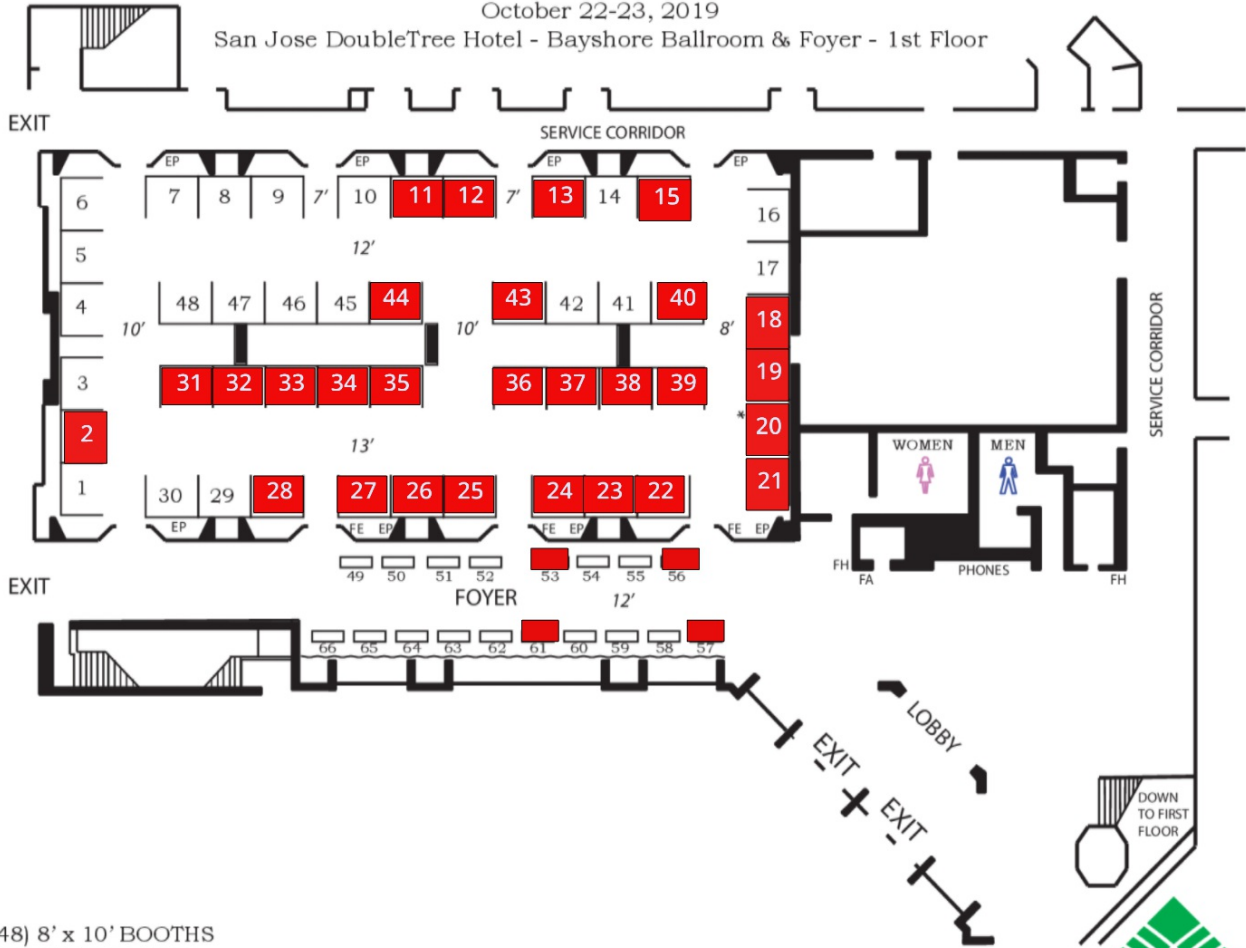 October 22-23, 2019
San Jose DoubleTree Hotel - Bayshore Ballroom & Foyer - 1st Floor
EXIT
SERVICE CORRIDOR
EP EP EP EP
6 7 8 9 7' 10 11 12 7' 13 14 15
16
5 12' 17
4 48 47 46 45 44 43 42 41 40
10' 10' 8' 18
SERVICE CORRIDOR
3 31 32 33 34 35 36 37 38 39 19
2 13' * 20
WOMEN MEN
1 30 29 28 27 26 25 24 23 22 21
EP FE EP FE EP FE EP
49 50 51 52 53 54 55 56
FH FA PHONES FH
EXIT
FOYER 12'
66 65 64 63 62 61 60 59 58 57
LOBBY
EXIT
EXIT
DOWN
TO FIRST
FLOOR
48) 8' x 10' BOOTHS